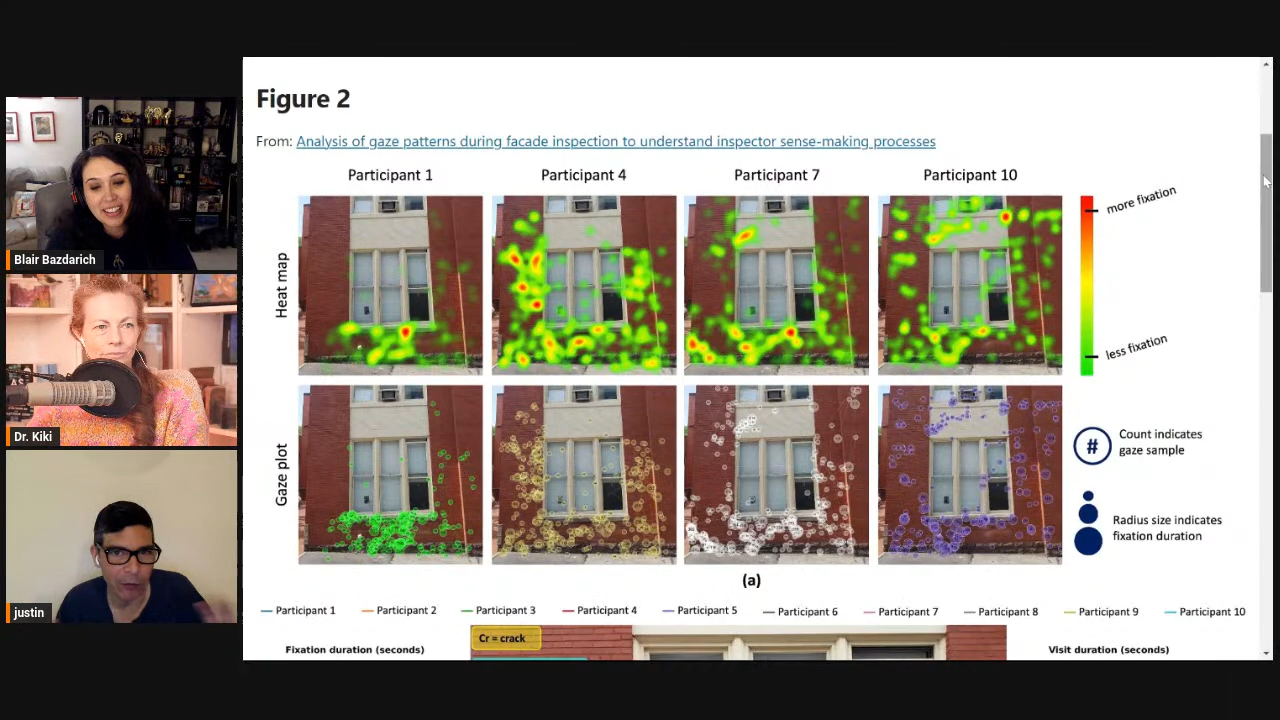 Figure 2
From: Analysis of gaze patterns during facade inspection to understand inspector sense-making processes
Participant 1
Participant 4
Participant 7
Participant 10
Heat map
more fixation
less fixation
Gaze plot
#
Count indicates
gaze sample
Radius size indicates
fixation duration
(a)
Participant 1
Participant 2
Participant 3
Participant 4
Participant 5
Participant 6
Participant 7
Participant 8
Participant 9
Participant 10
Cr = crack
Fixation duration (seconds)
Visit duration (seconds)
Blair Bazdarich
Dr. Kiki
justin